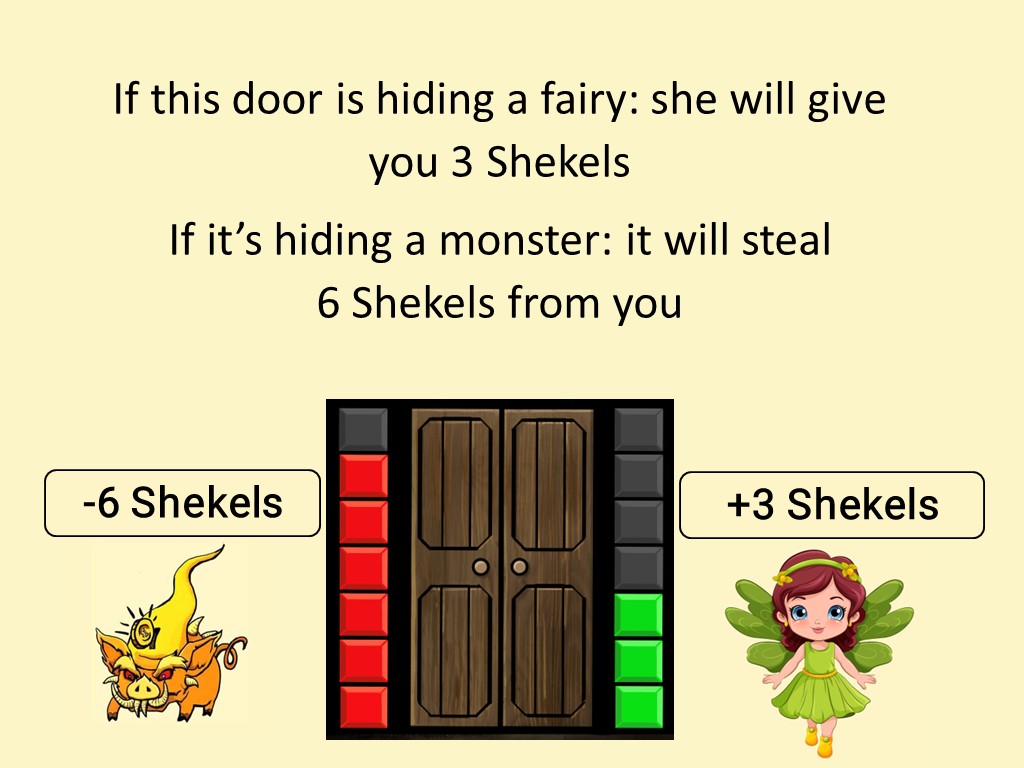 If this door is hiding a fairy: she will give
you 3 Shekels
If it’s hiding a monster: it will steal
6 Shekels from you
-6 Shekels
+3 Shekels